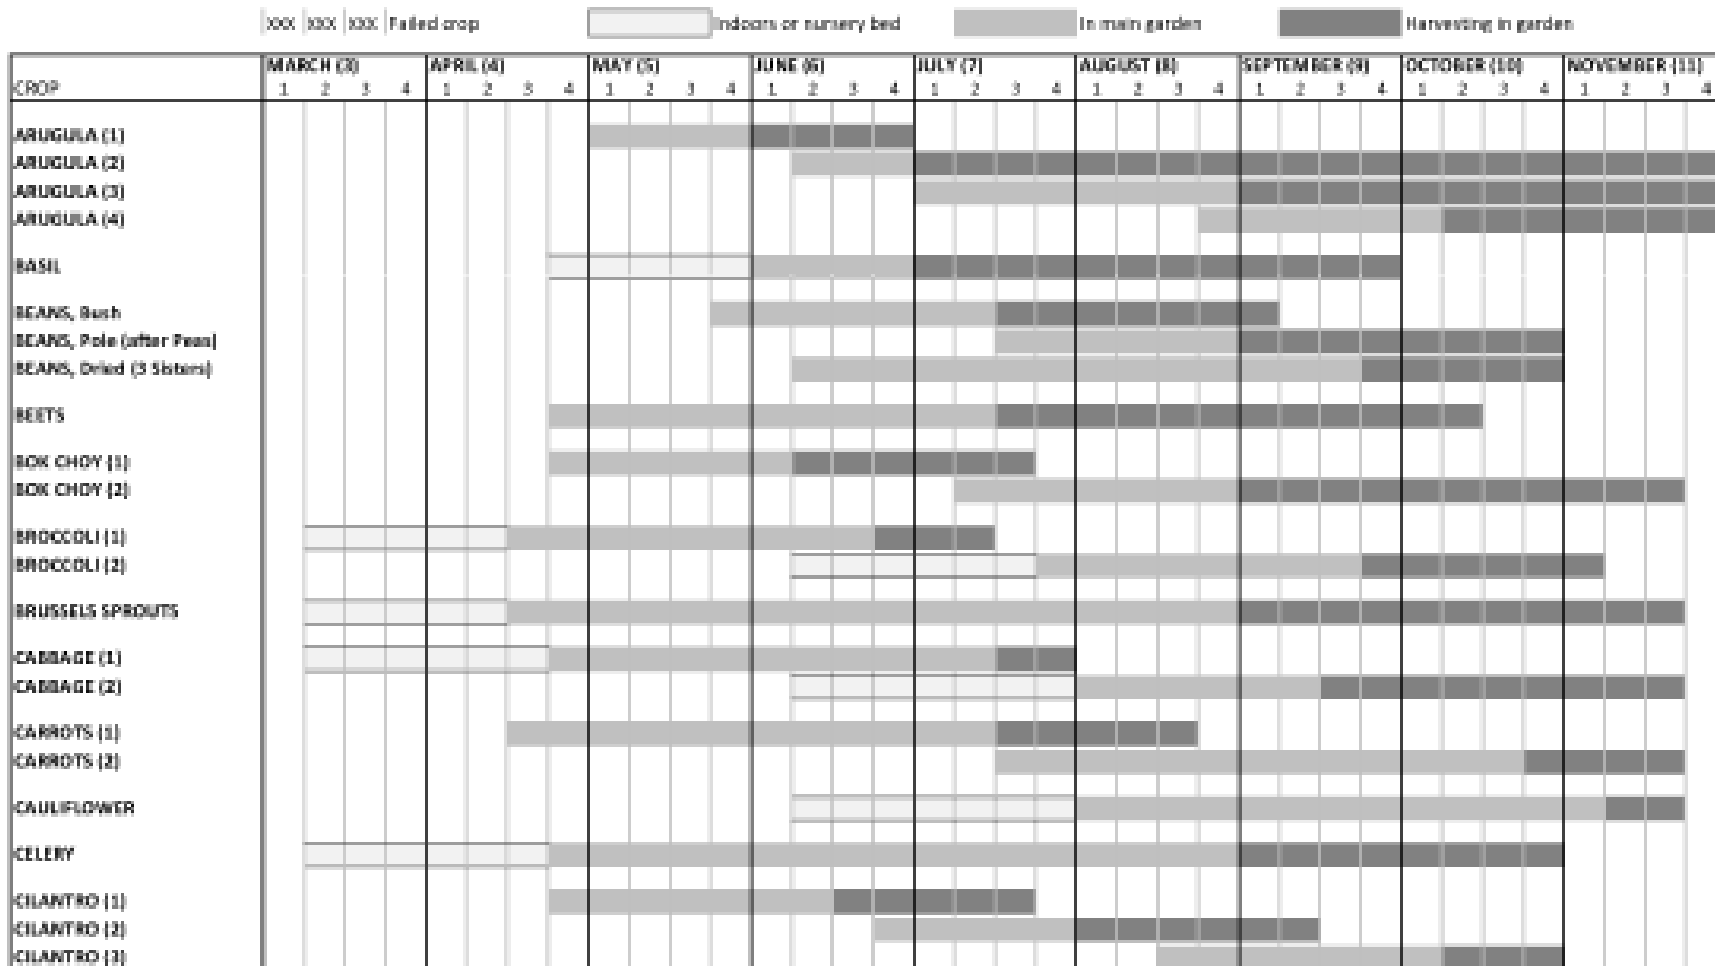 xxx xxx xxx Failed crop Indoors or nursery bed In main garden Harvesting in garden
MARCH (3) APRIL (4) MAY (5) JUNE (6) JULY (7) AUGUST (8) SEPTEMBER (9) OCTOBER (10) NOVEMBER (11)
CROP 1 2 3 4 1 2 3 4 1 2 3 4 1 2 3 4 1 2 3 4 1 2 3 4 1 2 3 4 1 2 3 4 1 2 3 4
ARUGULA (1)
ARUGULA (2)
ARUGULA (3)
ARUGULA (4)
BASIL
BEANS, Bush
BEANS, Pole (after Peas)
BEANS, Dried (3 Sisters)
BEETS
BOK CHOY (1)
BOK CHOY (2)
BROCCOLI (1)
BROCCOLI (2)
BRUSSELS SPROUTS
CABBAGE (1)
CABBAGE (2)
CARROTS (1)
CARROTS (2)
CAULIFLOWER
CELERY
CILANTRO (1)
CILANTRO (2)
CILANTRO (3)